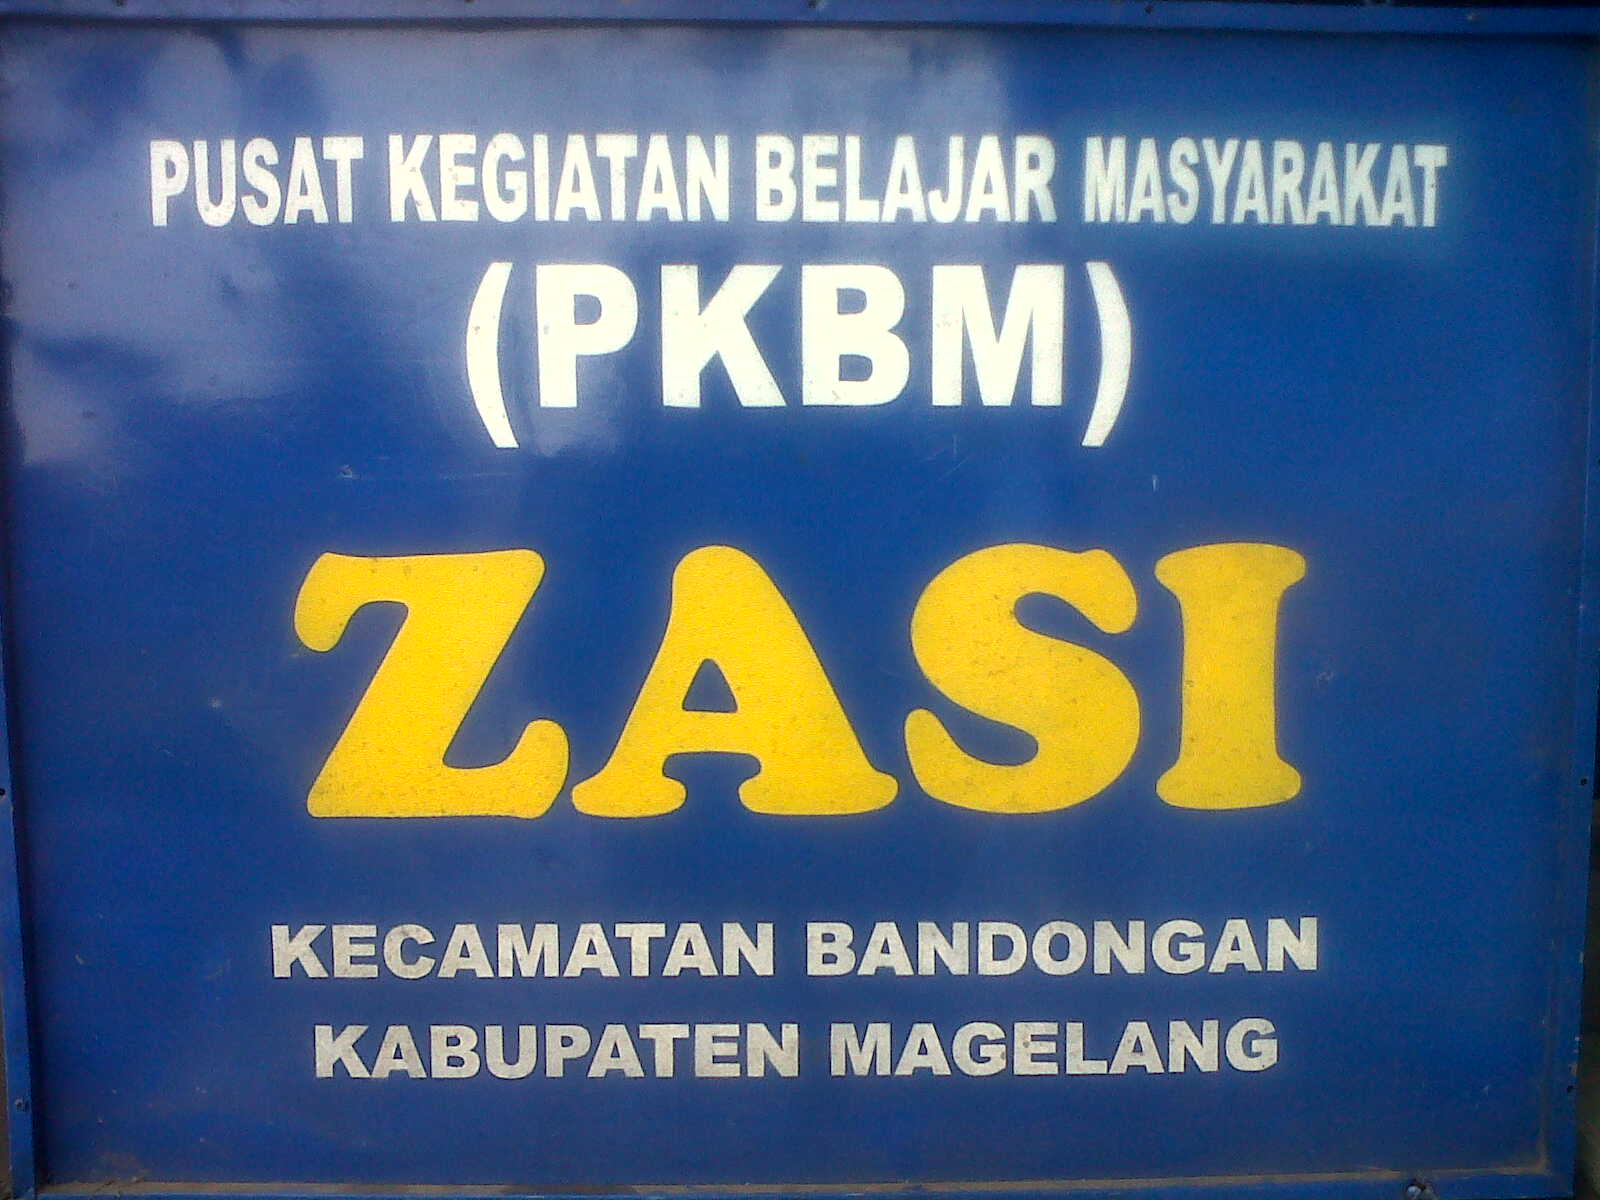 PUSAT KEGIATAN BELAJAR MASYARAKAT
(PKBM)
ZASI
KECAMATAN BANDONGAN
KABUPATEN MAGELANG